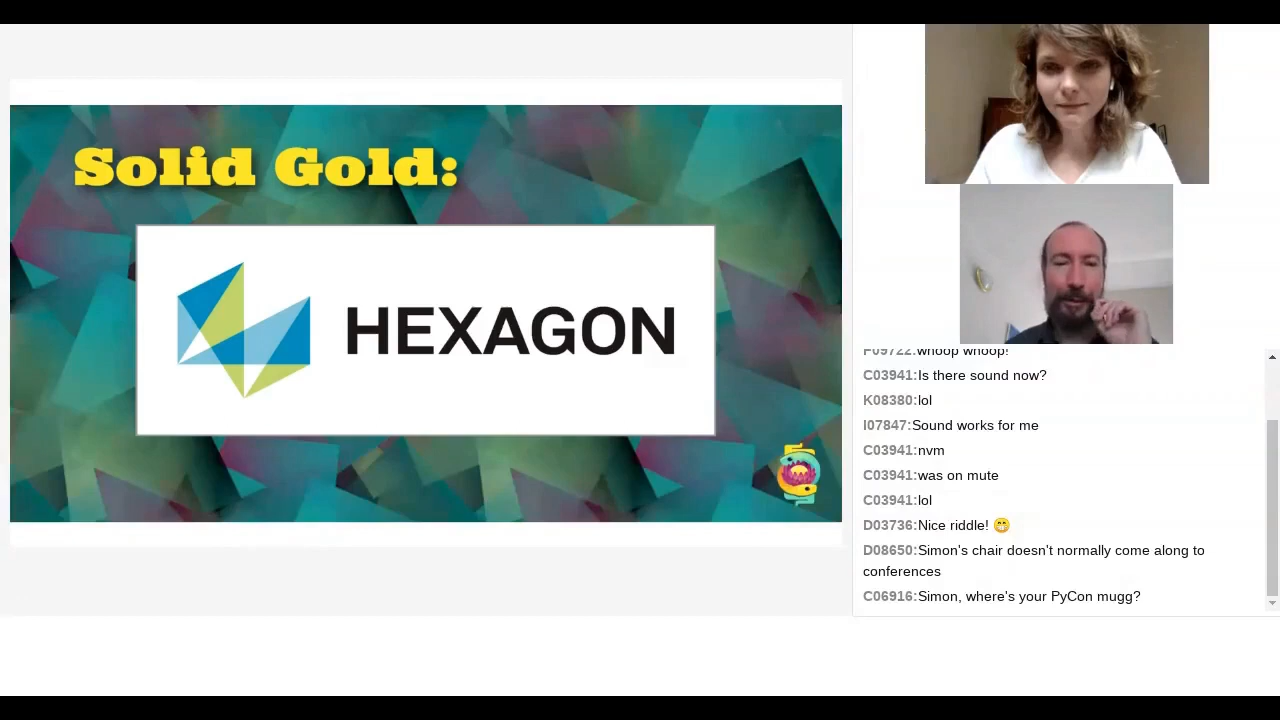 Solid Gold:
HEXAGON
F09722:whoop whoop!
C03941:Is there sound now?
K08380:lol
I07847:Sound works for me
C03941:nvm
C03941:was on mute
C03941:lol
D03736:Nice riddle! 😁
D08650:Simon's chair doesn't normally come along to
conferences
C06916:Simon, where's your PyCon mugg?